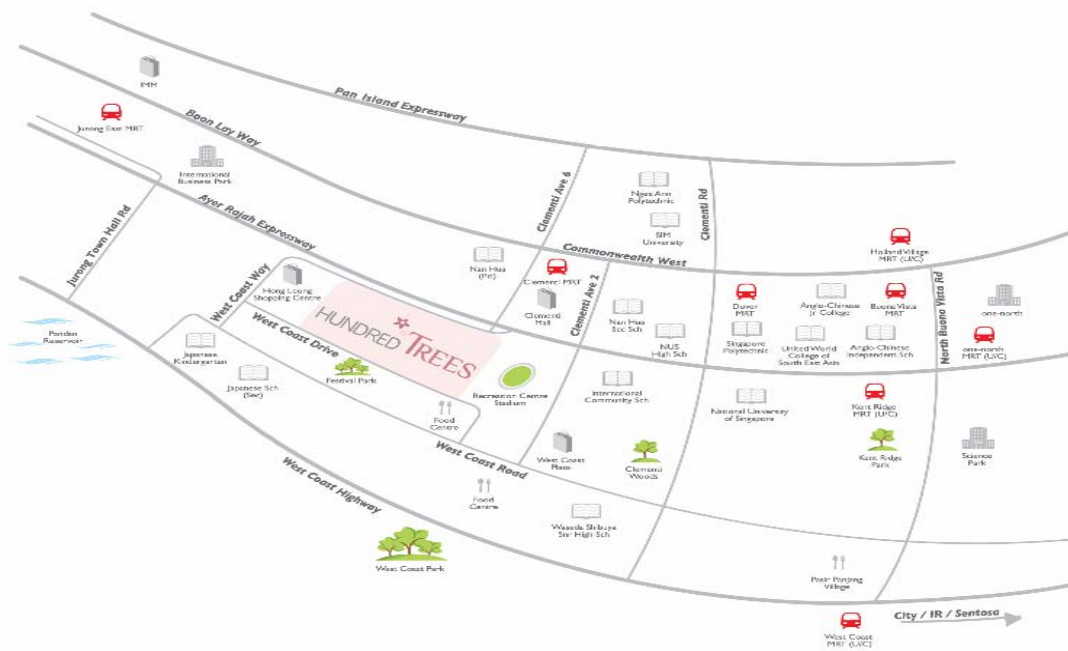 Pan Island Expressway
IMM
Jurong East MRT
Boon Lay Way
International
Business Park
Ayer Rajah Expressway
Jurong Town Hall Rd
Clementi Ave 6
Clementi Rd
Ngee Ann
Polytechnic
SIM
University
Commonwealth West
Holland Village
MRT (U/C)
West Coast Way
Hong Leong
Shopping Centre
Nan Hua
(Pri)
Clementi MRT
Clementi
Mall
Clementi Ave 2
Nan Hua
Sec Sch
NUS
High Sch
Dover
MRT
Anglo-Chinese
Jr College
Buona Vista
MRT
North Buona Vista Rd
one-north
Singapore
Polytechnic
United World
College of
South East Asia
Anglo-Chinese
Independent Sch
one-north
MRT (U/C)
Pandan
Reservoir
Japanese
Kindergarten
West Coast Drive
HUNDRED TREES
Festival Park
Japanese Sch
(Sec)
Recreation Centre
Stadium
International
Community Sch
National University
of Singapore
Kent Ridge
MRT (U/C)
Food
Centre
West Coast Road
West Coast
Plaza
Clementi
Woods
Kent Ridge
Park
Science
Park
West Coast Highway
Food
Centre
Waseda Shibuya
Snr High Sch
West Coast Park
Pasir Panjang
Village
City / IR / Sentosa
West Coast
MRT (U/C)